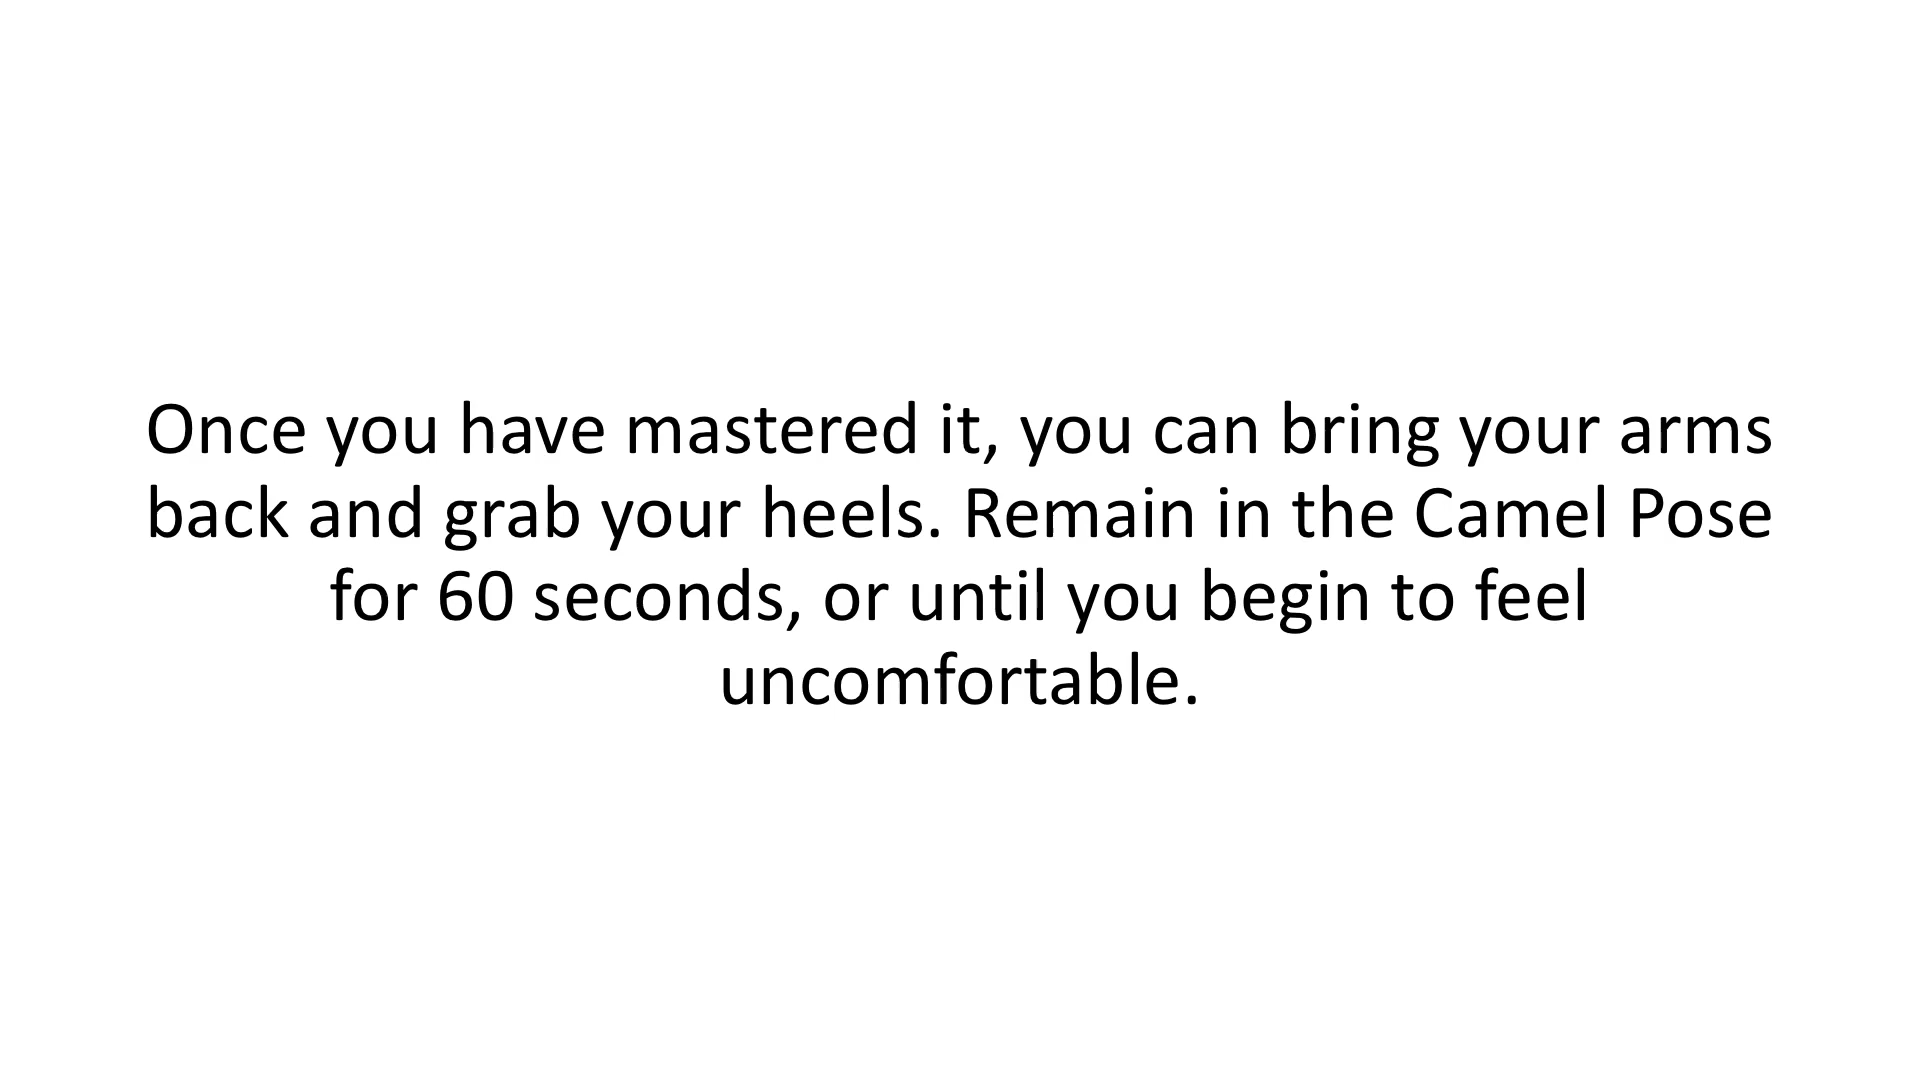 Once you have mastered it, you can bring your arms
back and grab your heels. Remain in the Camel Pose
for 60 seconds, or until you begin to feel
uncomfortable.